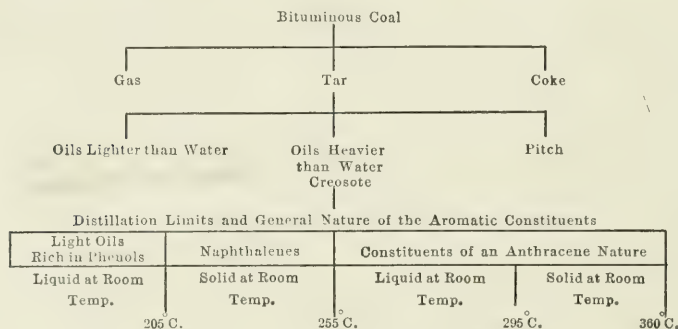 Bituminous Coal
Gas Tar Coke
Oils Lighter than Water Oils Heavier Pitch
than Water
Creosote
Distillation Limits and General Nature of the Aromatic Constituents
Light Oils
Rich in Phenols Naphthalenes Constituents of an Anthracene Nature
Liquid at Room Solid at Room Liquid at Room Solid at Room
Temp. Temp. Temp. Temp.
205°C. 255°C. 295°C. 360°C.